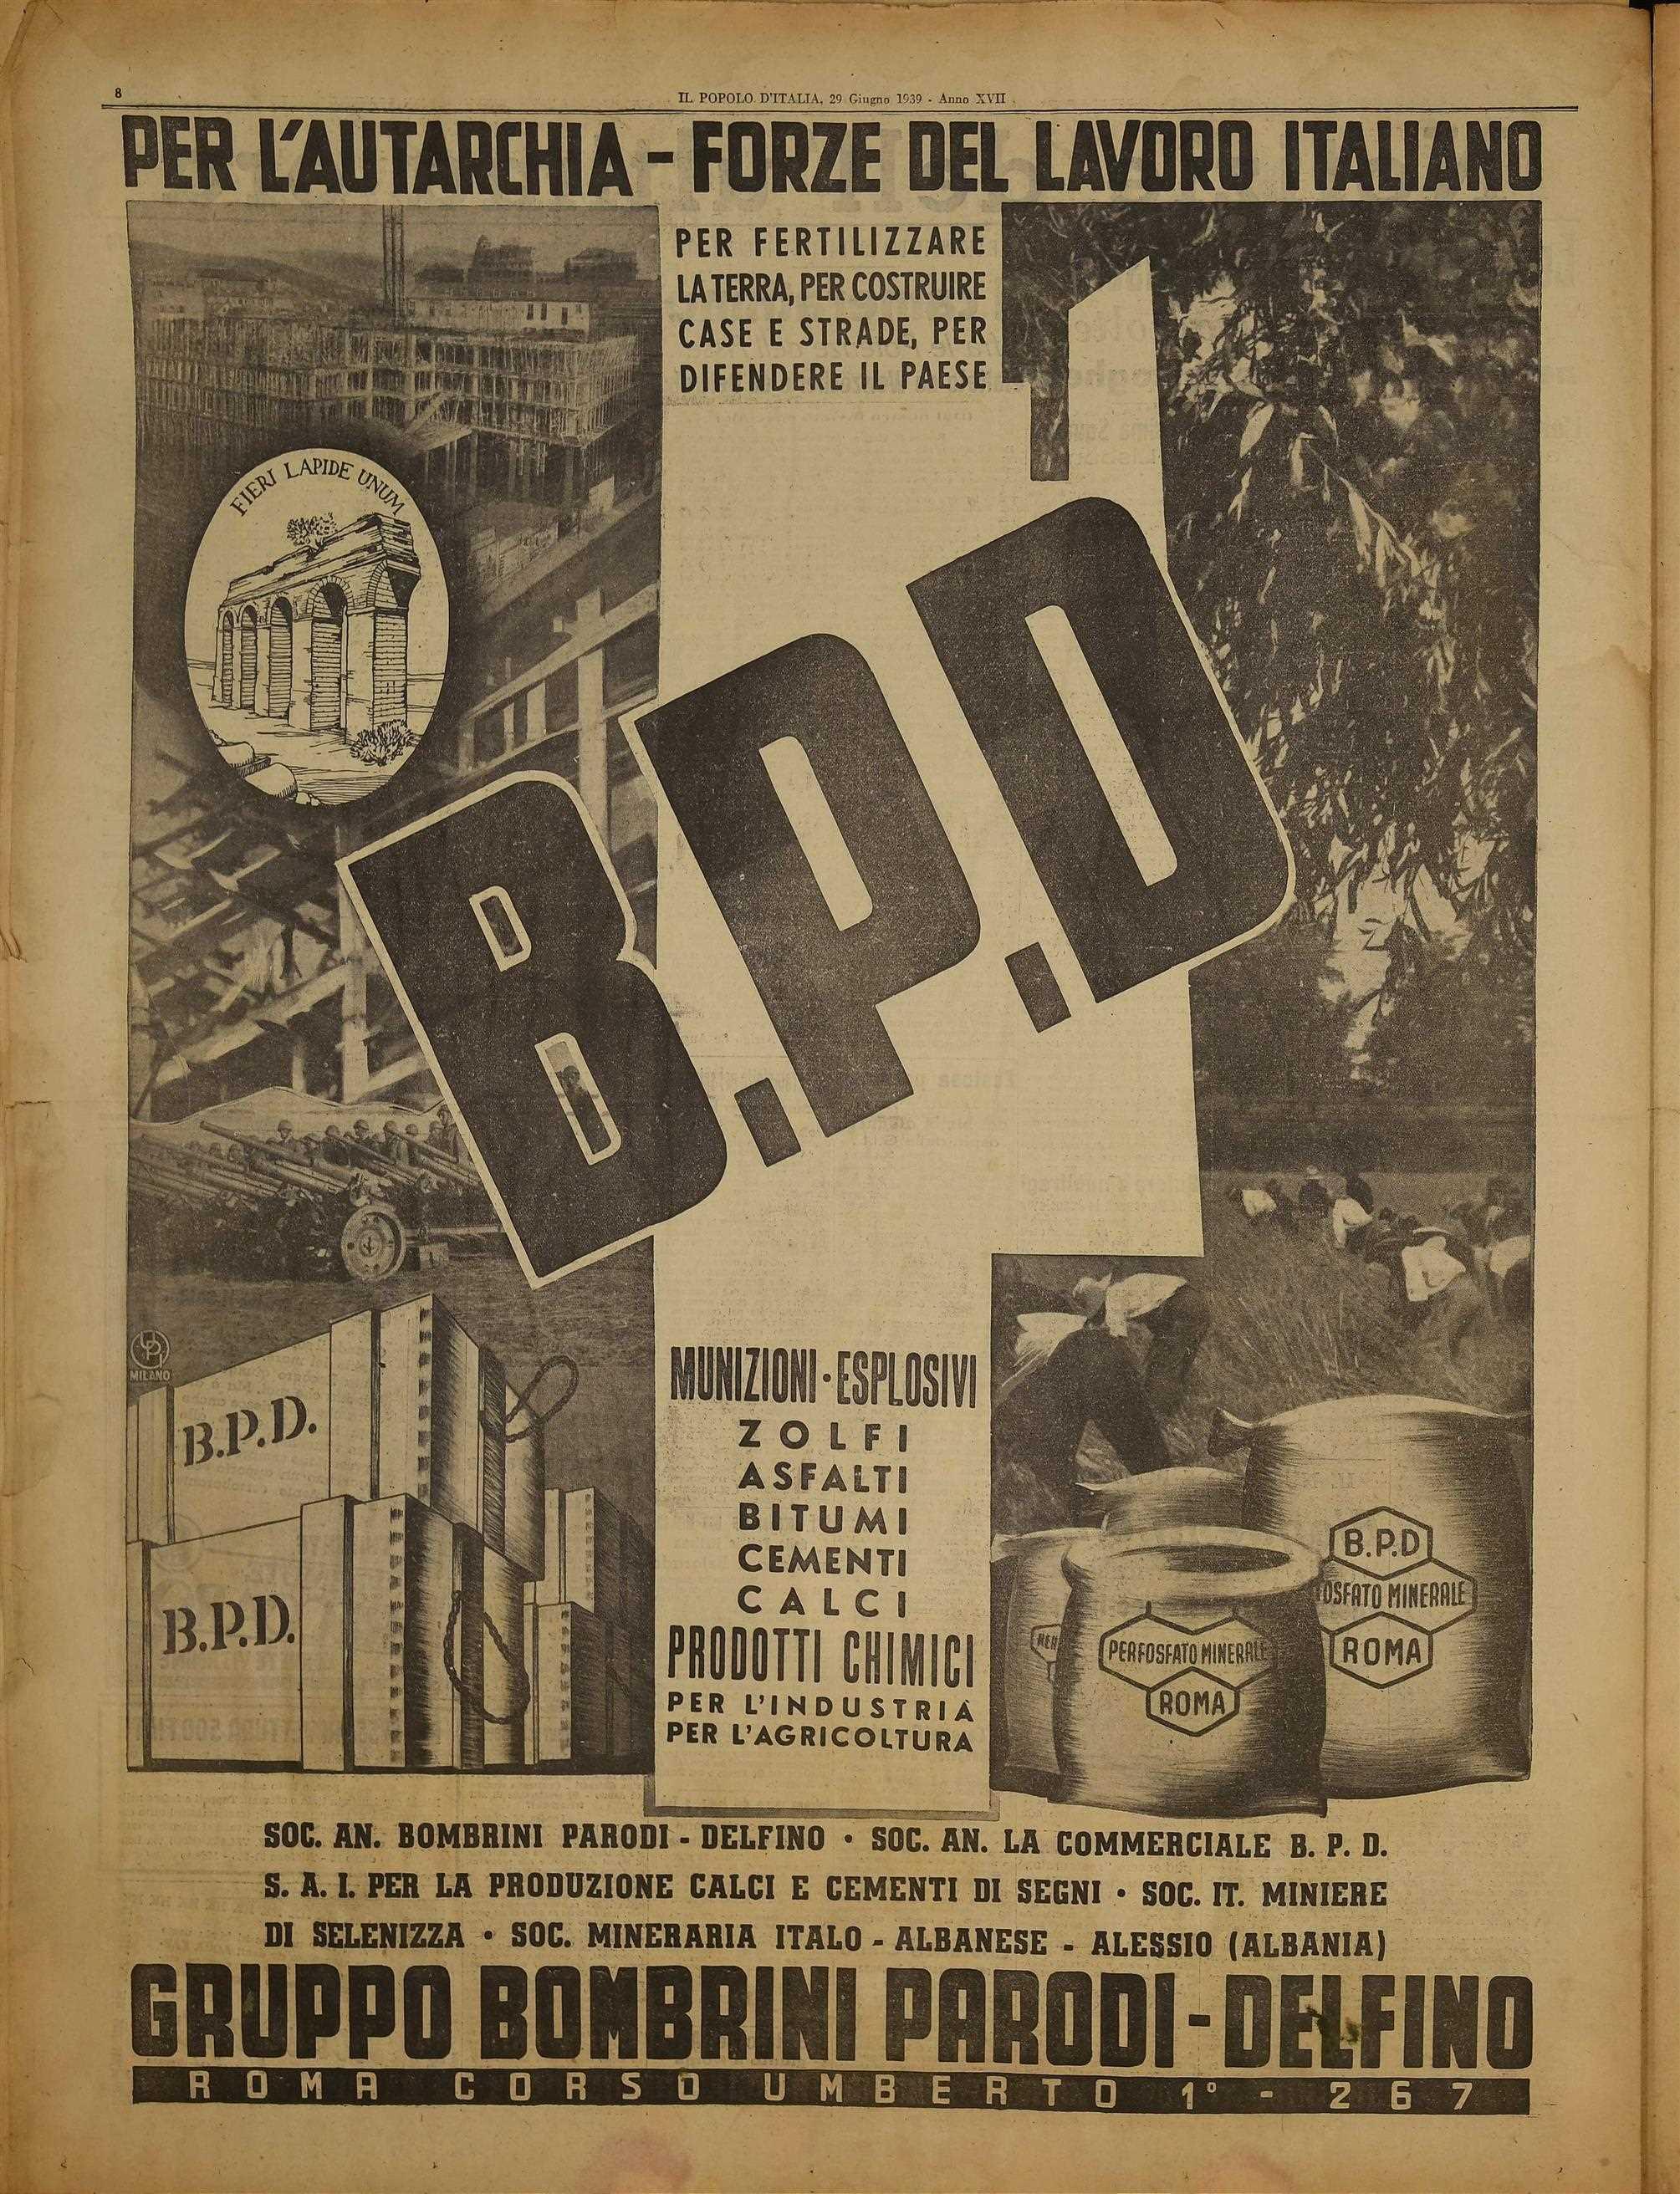 8
IL POPOLO D'ITALIA, 29 Giugno 1939 - Anno XVII
PER L'AUTARCHIA - FORZE DEL LAVORO ITALIANO
PER FERTILIZZARE
LA TERRA, PER COSTRUIRE
CASE E STRADE, PER
DIFENDERE IL PAESE
FIERI LAPIDE UNUM
B.P.D
MILANO
B.P.D.
B.P.D.
MUNIZIONI · ESPLOSIVI
ZOLFI
ASFALTI
BITUMI
CEMENTI
CALCI
PRODOTTI CHIMICI
PER L'INDUSTRIA
PER L'AGRICOLTURA
B.P.D
OSFATO MINERALE
ROMA
PERFOSFATO MINERALE
ROMA
SOC. AN. BOMBRINI PARODI - DELFINO · SOC. AN. LA COMMERCIALE B. P. D.
S. A. I. PER LA PRODUZIONE CALCI E CEMENTI DI SEGNI · SOC. IT. MINIERE
DI SELENIZZA · SOC. MINERARIA ITALO - ALBANESE - ALESSIO (ALBANIA)
GRUPPO BOMBRINI PARODI - DELFINO
ROMA CORSO UMBERTO 1º - 267